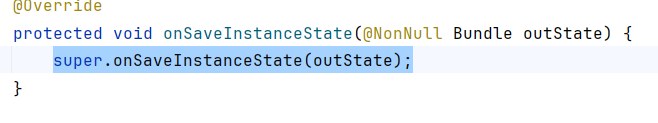 @Override
protected void onSaveInstanceState(@NonNull Bundle outState) {
    super.onSaveInstanceState(outState);
}